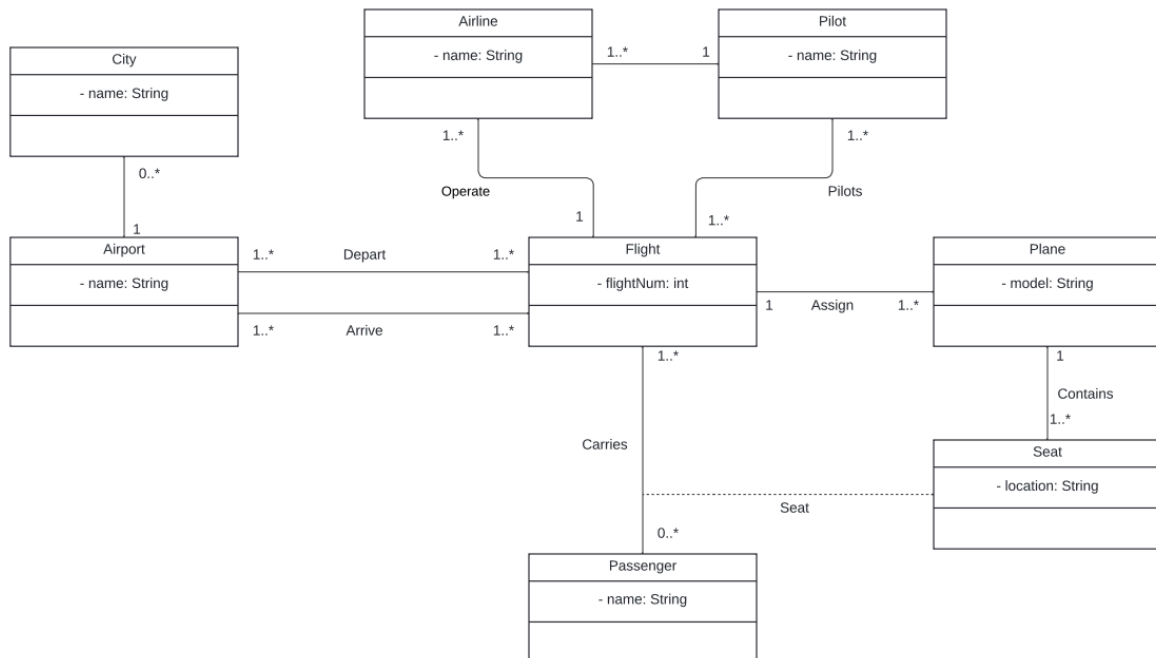 Airline
- name: String
Pilot
- name: String
1..*
1
City
- name: String
1..*
1..*
0..*
Operate
Pilots
1
1
1..*
Airport
- name: String
1..*
Depart
1..*
Flight
- flightNum: int
Plane
- model: String
1
Assign
1..*
1..*
Arrive
1..*
1..*
1
Contains
1..*
Carries
Seat
- location: String
Seat
0..*
Passenger
- name: String